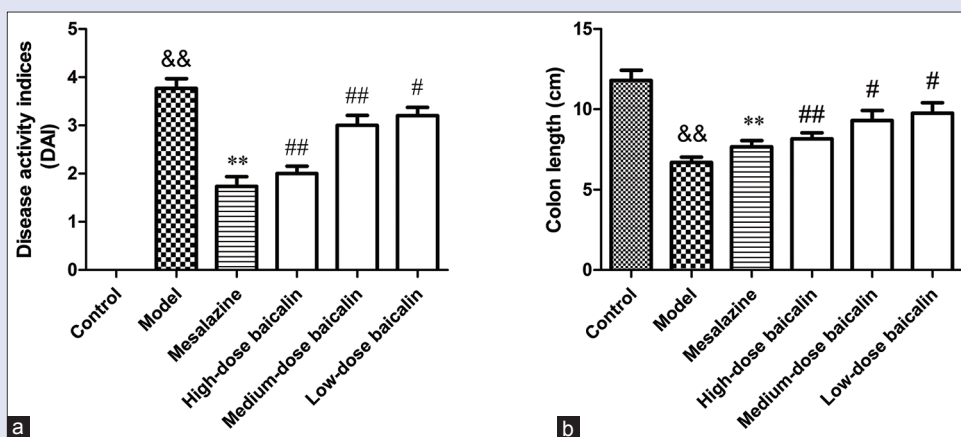 Disease activity indices
(DAI)
5
4
3
2
1
0
&&
**
##
##
#
Control
Model
Mesalazine
High-dose baicalin
Medium-dose baicalin
Low-dose baicalin
a
Colon length (cm)
15
10
5
0
&&
**
##
#
#
Control
Model
Mesalazine
High-dose baicalin
Medium-dose baicalin
Low-dose baicalin
b